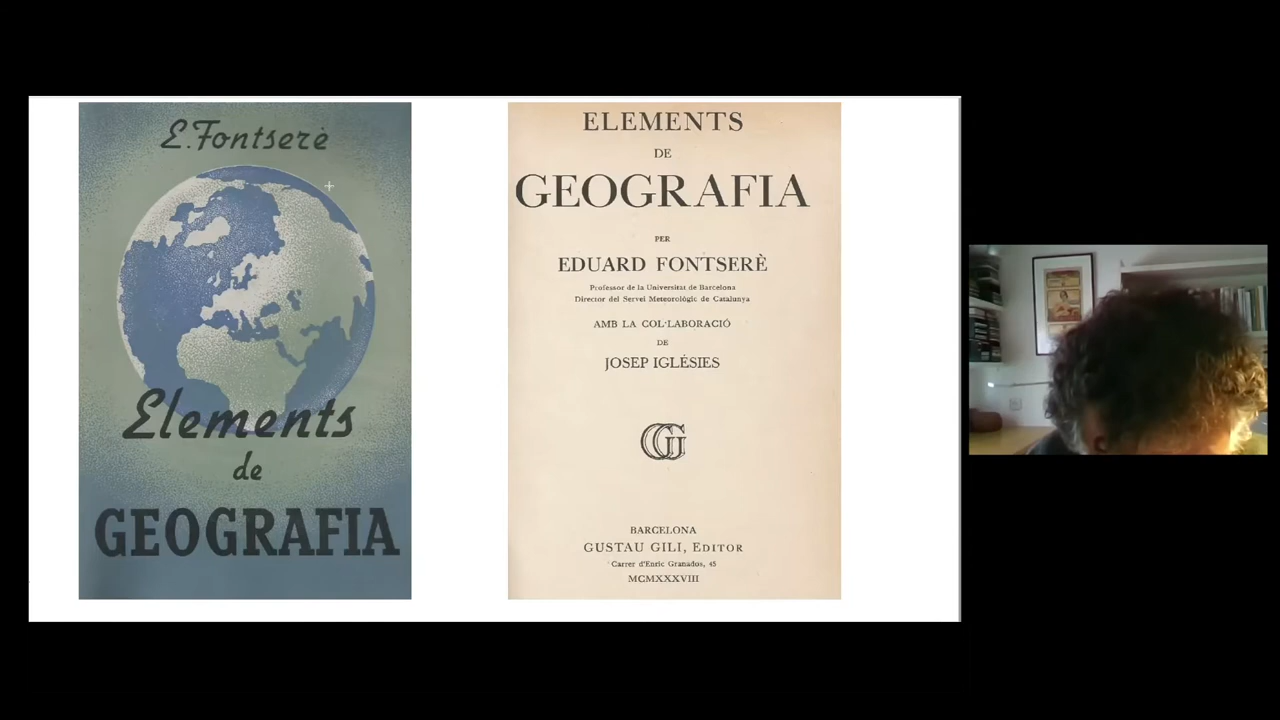 E. Fontserè
Elements
de
GEOGRAFIA
ELEMENTS
DE
GEOGRAFIA
PER
EDUARD FONTSERÈ
Professor de la Universitat de Barcelona
Director del Servei Meteorològic de Catalunya
AMB LA COL·LABORACIÓ
DE
JOSEP IGLÉSIES
GG
BARCELONA
GUSTAU GILI, EDITOR
Carrer d'Enric Granados, 45
MCMXXXVIII